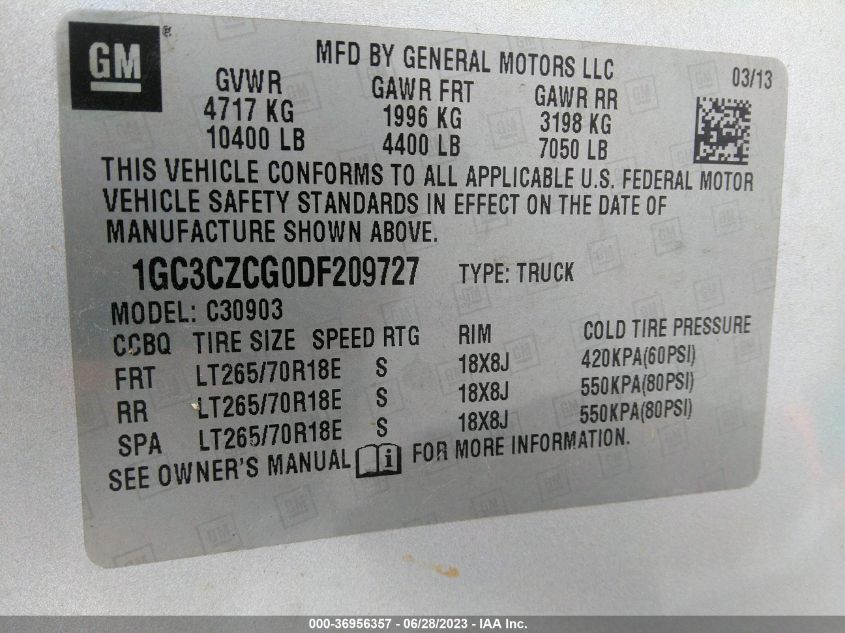 GM®
MFD BY GENERAL MOTORS LLC
03/13
GVWR GAWR FRT GAWR RR
4717 KG 1996 KG 3198 KG
10400 LB 4400 LB 7050 LB
THIS VEHICLE CONFORMS TO ALL APPLICABLE U.S. FEDERAL MOTOR
VEHICLE SAFETY STANDARDS IN EFFECT ON THE DATE OF
MANUFACTURE SHOWN ABOVE.
1GC3CZCG0DF209727 TYPE: TRUCK
MODEL: C30903
CCBQ TIRE SIZE SPEED RTG RIM COLD TIRE PRESSURE
FRT LT265/70R18E S 18X8J 420KPA(60PSI)
RR LT265/70R18E S 18X8J 550KPA(80PSI)
SPA LT265/70R18E S 18X8J 550KPA(80PSI)
SEE OWNER'S MANUAL i FOR MORE INFORMATION.
000-36956357 - 06/28/2023 - IAA Inc.